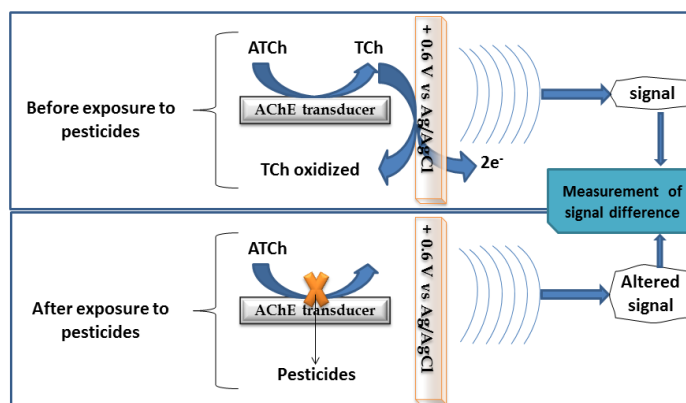 ATCh
TCh
AChE transducer
Before exposure to
pesticides
TCh oxidized
2e-
+ 0.6 V vs Ag/AgCl
signal
Measurement of
signal difference
ATCh
AChE transducer
After exposure to
pesticides
Pesticides
+ 0.6 V vs Ag/AgCl
Altered
signal